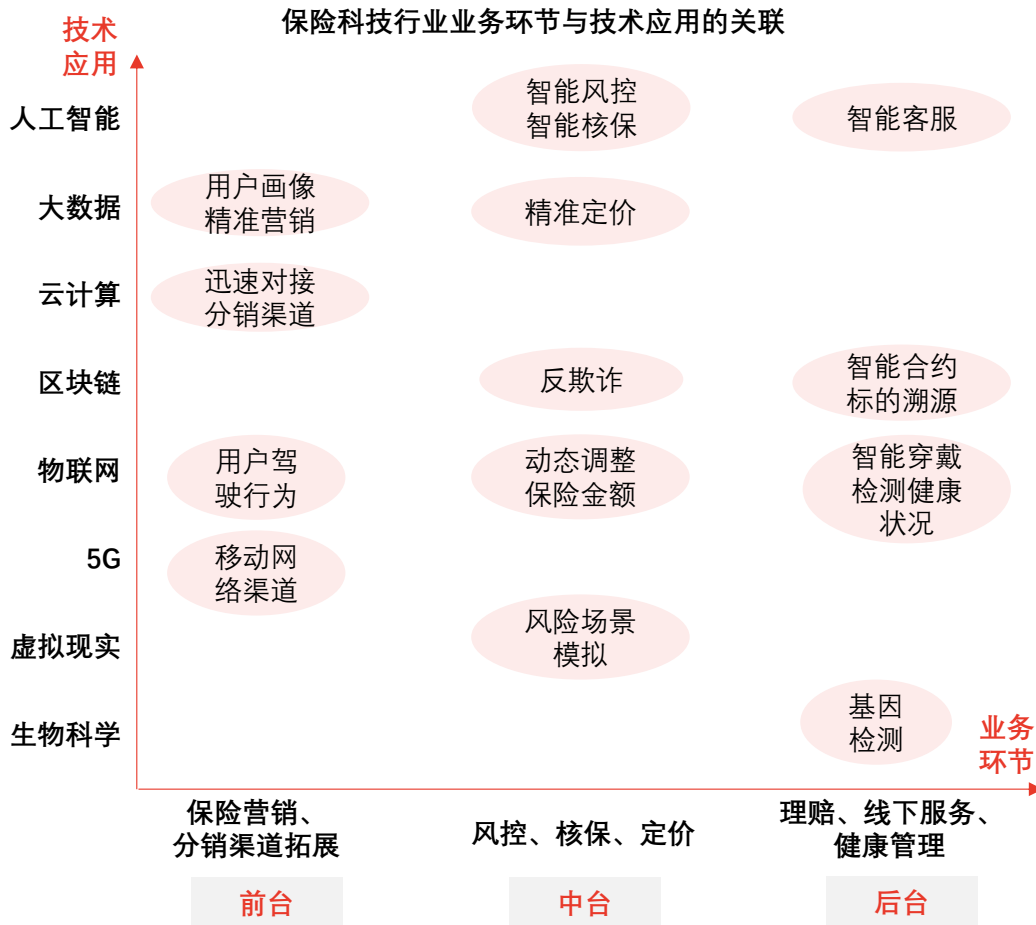 保险科技行业业务环节与技术应用的关联
技术
应用
人工智能
智能风控
智能核保
智能客服
大数据
用户画像
精准营销
精准定价
云计算
迅速对接
分销渠道
区块链
反欺诈
智能合约
标的溯源
物联网
用户驾
驶行为
动态调整
保险金额
智能穿戴
检测健康
状况
5G
移动网
络渠道
虚拟现实
风险场景
模拟
生物科学
基因
检测
业务
环节
保险营销、
分销渠道拓展
风控、核保、定价
理赔、线下服务、
健康管理
前台
中台
后台